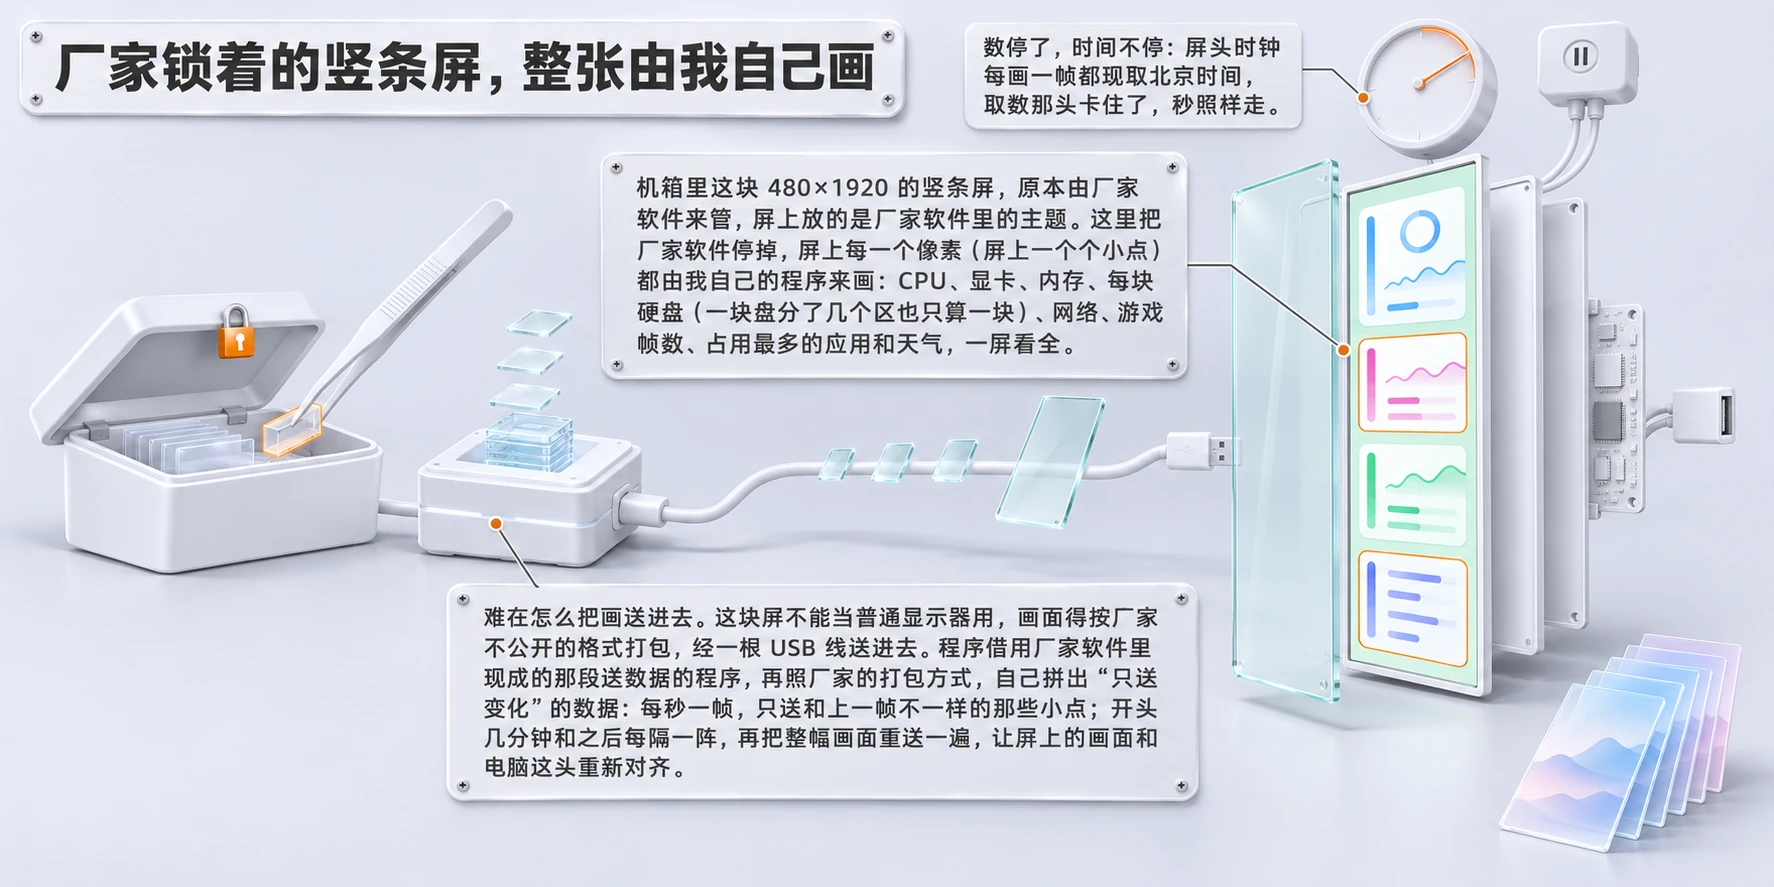 厂家锁着的竖条屏，整张由我自己画
数停了，时间不停：屏头时钟
每画一帧都现取北京时间，
取数那头卡住了，秒照样走。
机箱里这块 480×1920 的竖条屏，原本由厂家
软件来管，屏上放的是厂家软件里的主题。这里把
厂家软件停掉，屏上每一个像素（屏上一个个小点）
都由我自己的程序来画：CPU、显卡、内存、每块
硬盘（一块盘分了几个区也只算一块）、网络、游戏
帧数、占用最多的应用和天气，一屏看全。
难在怎么把画送进去。这块屏不能当普通显示器用，画面得按厂家
不公开的格式打包，经一根 USB 线送进去。程序借用厂家软件里
现成的那段送数据的程序，再照厂家的打包方式，自己拼出“只送
变化”的数据：每秒一帧，只送和上一帧不一样的那些小点；开头
几分钟和之后每隔一阵，再把整幅画面重送一遍，让屏上的画面和
电脑这头重新对齐。